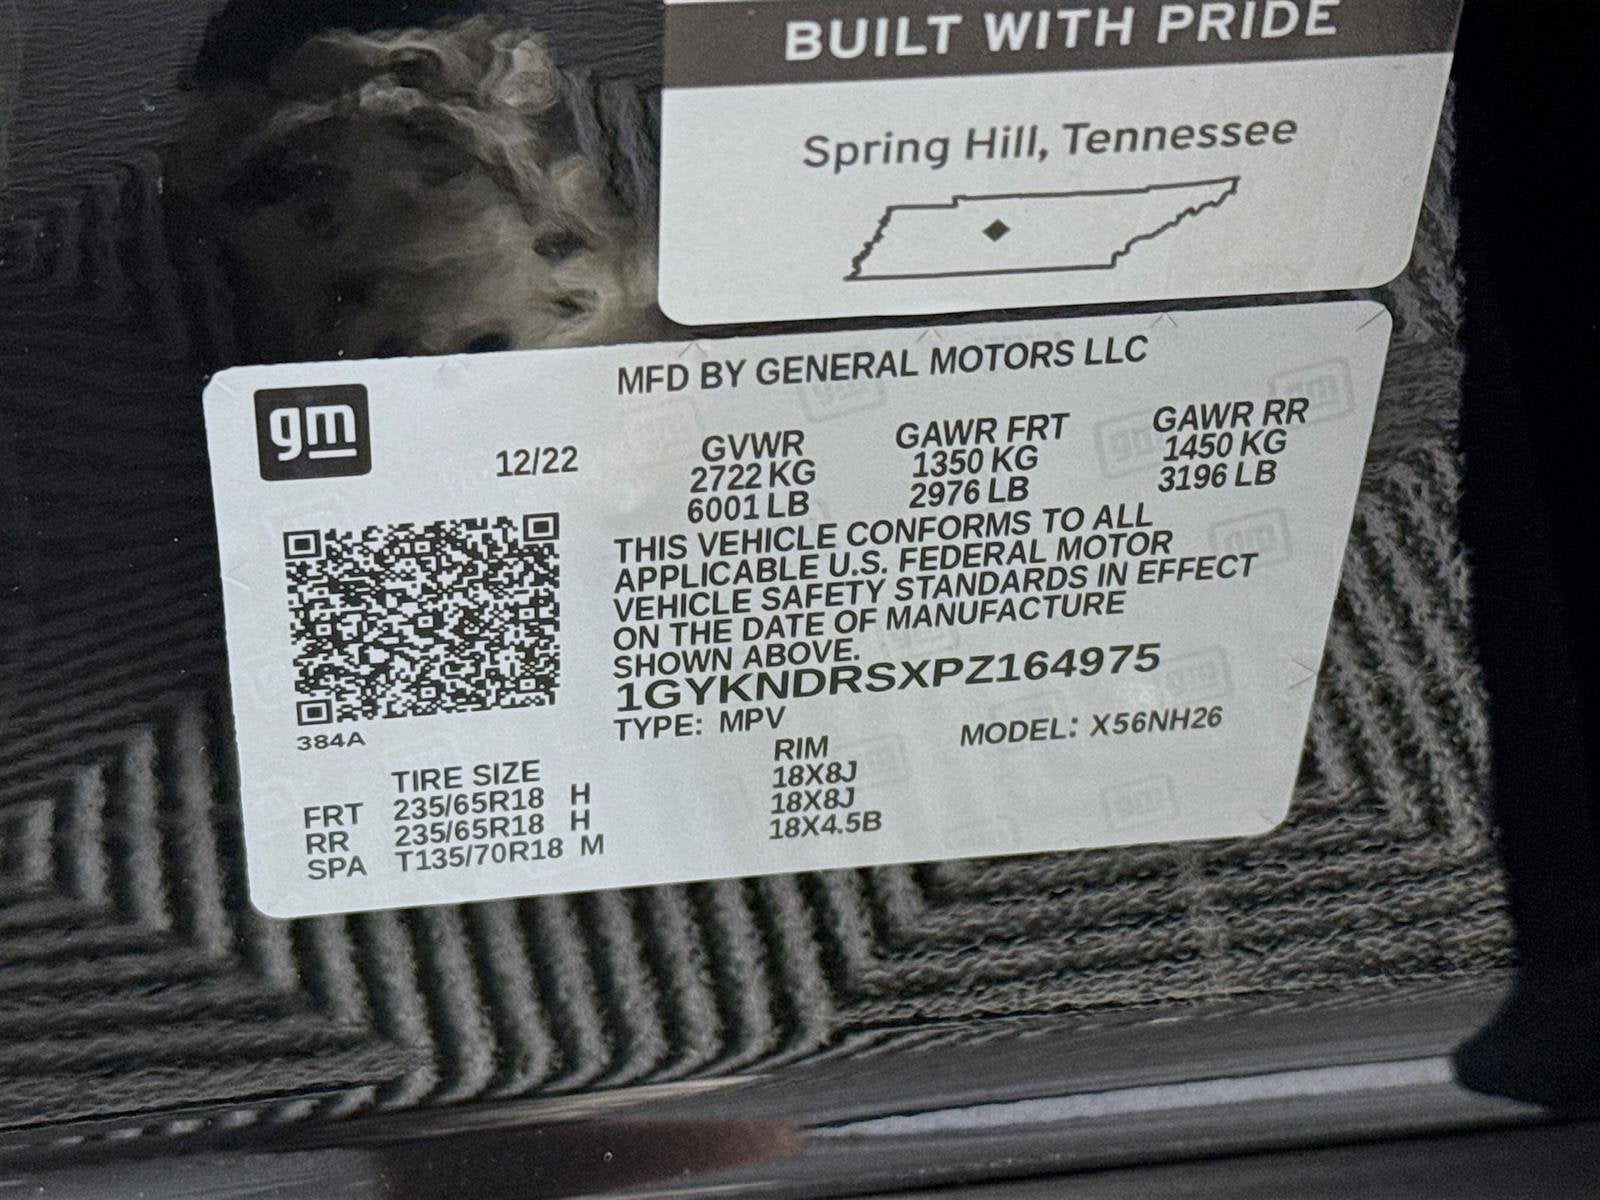 BUILT WITH PRIDE
Spring Hill, Tennessee
gm
MFD BY GENERAL MOTORS LLC
12/22
GVWR GAWR FRT GAWR RR
2722 KG 1350 KG 1450 KG
6001 LB 2976 LB 3196 LB
THIS VEHICLE CONFORMS TO ALL
APPLICABLE U.S. FEDERAL MOTOR
VEHICLE SAFETY STANDARDS IN EFFECT
ON THE DATE OF MANUFACTURE
SHOWN ABOVE.
1GYKNDRSXPZ164975
TYPE: MPV MODEL: X56NH26
384A
TIRE SIZE RIM
FRT 235/65R18 H 18X8J
RR 235/65R18 H 18X8J
SPA T135/70R18 M 18X4.5B